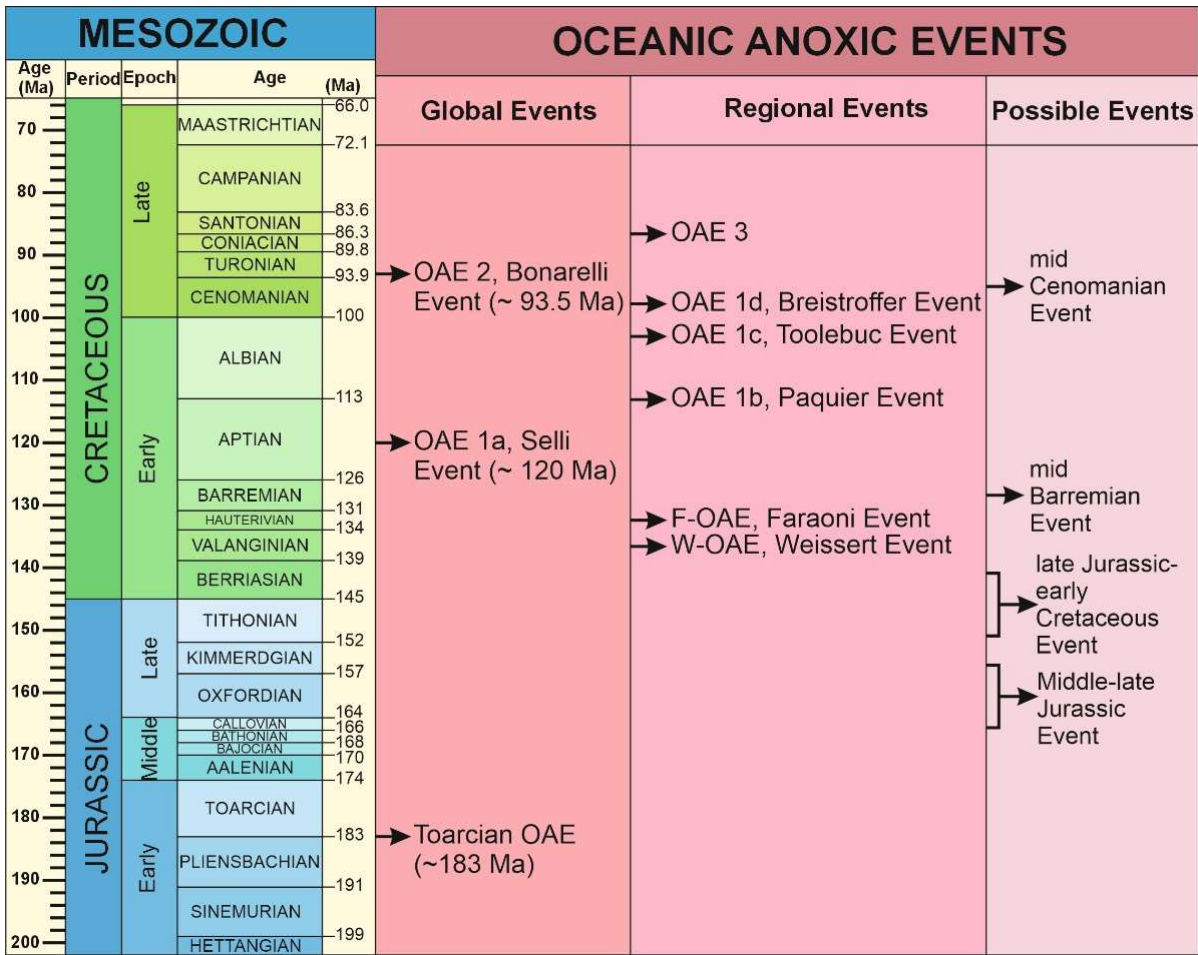 MESOZOIC
OCEANIC ANOXIC EVENTS
Age
(Ma)
Period
Epoch
Age
(Ma)
Global Events
Regional Events
Possible Events
70
80
90
100
110
120
130
140
150
160
170
180
190
200
CRETACEOUS
JURASSIC
Late
Early
Late
Middle
Early
MAASTRICHTIAN
CAMPANIAN
SANTONIAN
CONIACIAN
TURONIAN
CENOMANIAN
ALBIAN
APTIAN
BARREMIAN
HAUTERIVIAN
VALANGINIAN
BERRIASIAN
TITHONIAN
KIMMERDGIAN
OXFORDIAN
CALLOVIAN
BATHONIAN
BAJOCIAN
AALENIAN
TOARCIAN
PLIENSBACHIAN
SINEMURIAN
HETTANGIAN
66.0
72.1
83.6
86.3
89.8
93.9
100
113
126
131
134
139
145
152
157
164
166
168
170
174
183
191
199
OAE 2, Bonarelli
Event (~ 93.5 Ma)
OAE 1a, Selli
Event (~ 120 Ma)
Toarcian OAE
(~183 Ma)
OAE 3
OAE 1d, Breistroffer Event
OAE 1c, Toolebuc Event
OAE 1b, Paquier Event
F-OAE, Faraoni Event
W-OAE, Weissert Event
mid
Cenomanian
Event
mid
Barremian
Event
late Jurassic-
early
Cretaceous
Event
Middle-late
Jurassic
Event